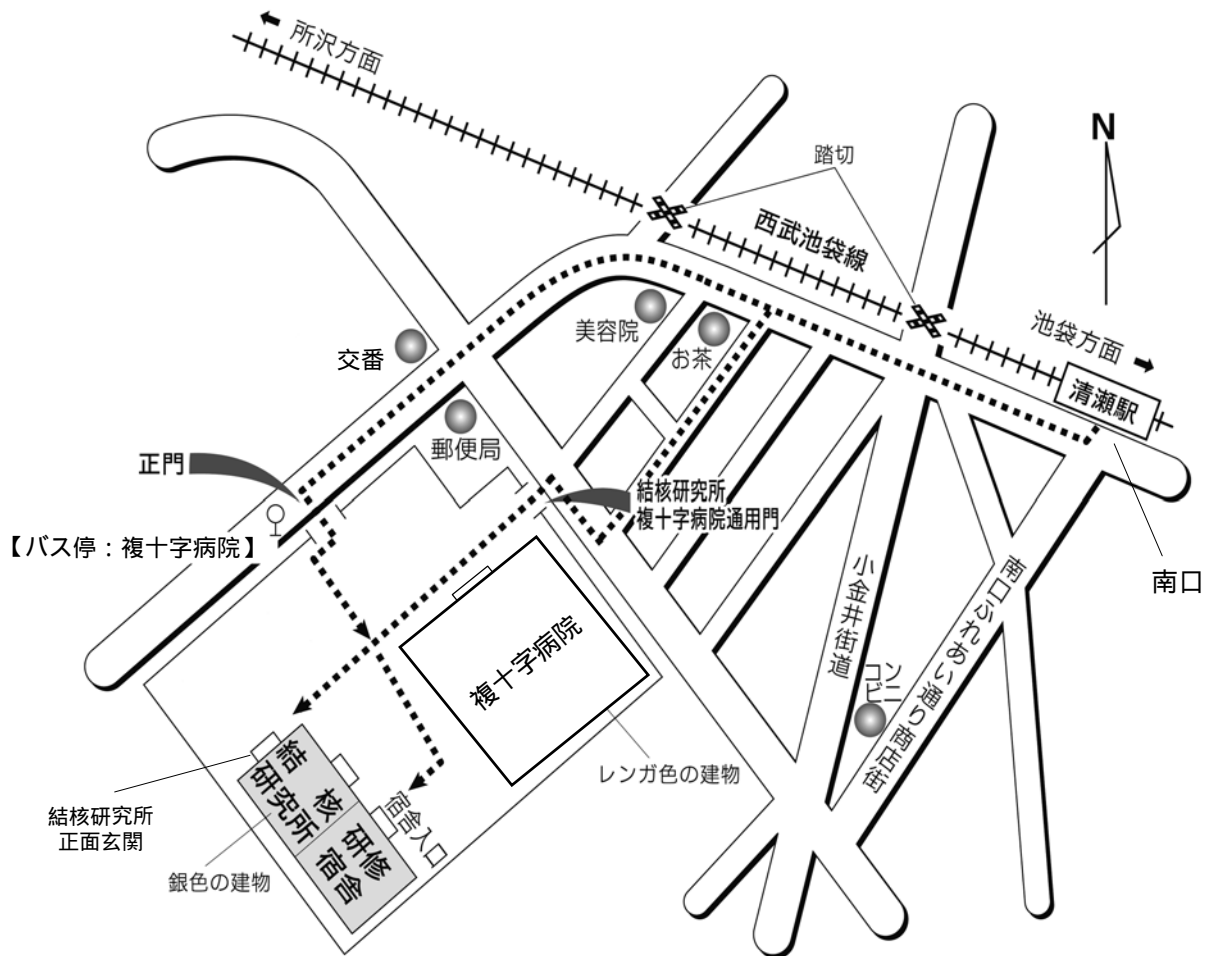 所沢方面
N
踏切
西武池袋線
池袋方面
清瀬駅
美容院
お茶
交番
郵便局
正門
結核研究所
複十字病院通用門
【バス停：複十字病院】
南口
小金井街道
南口ふれあい通り商店街
コンビニ
複十字病院
レンガ色の建物
結核
研究所
研修
宿舎
宿舎入口
結核研究所
正面玄関
銀色の建物